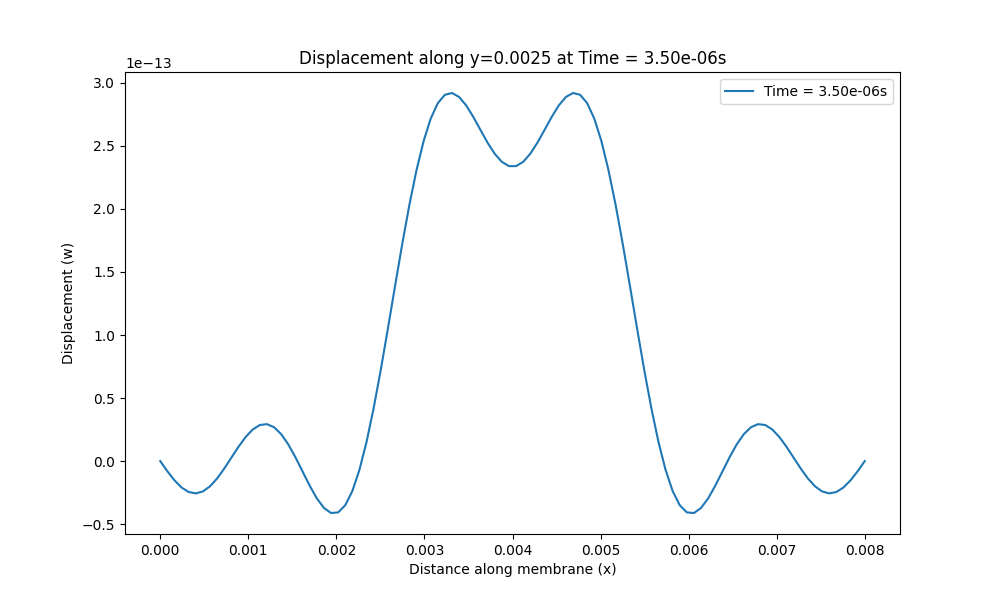 Displacement along y=0.0025 at Time = 3.50e-06s
1e−13
Time = 3.50e-06s
3.0
2.5
2.0
1.5
1.0
0.5
0.0
−0.5
Displacement (w)
0.000 0.001 0.002 0.003 0.004 0.005 0.006 0.007 0.008
Distance along membrane (x)